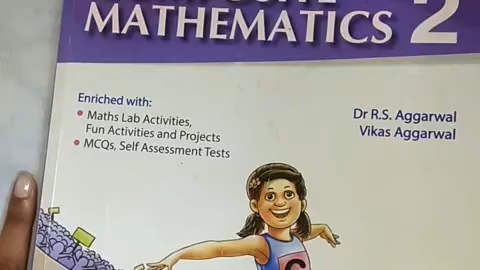 MATHEMATICS 2
Enriched with:
• Maths Lab Activities,
Fun Activities and Projects
• MCQs, Self Assessment Tests
Dr R.S. Aggarwal
Vikas Aggarwal